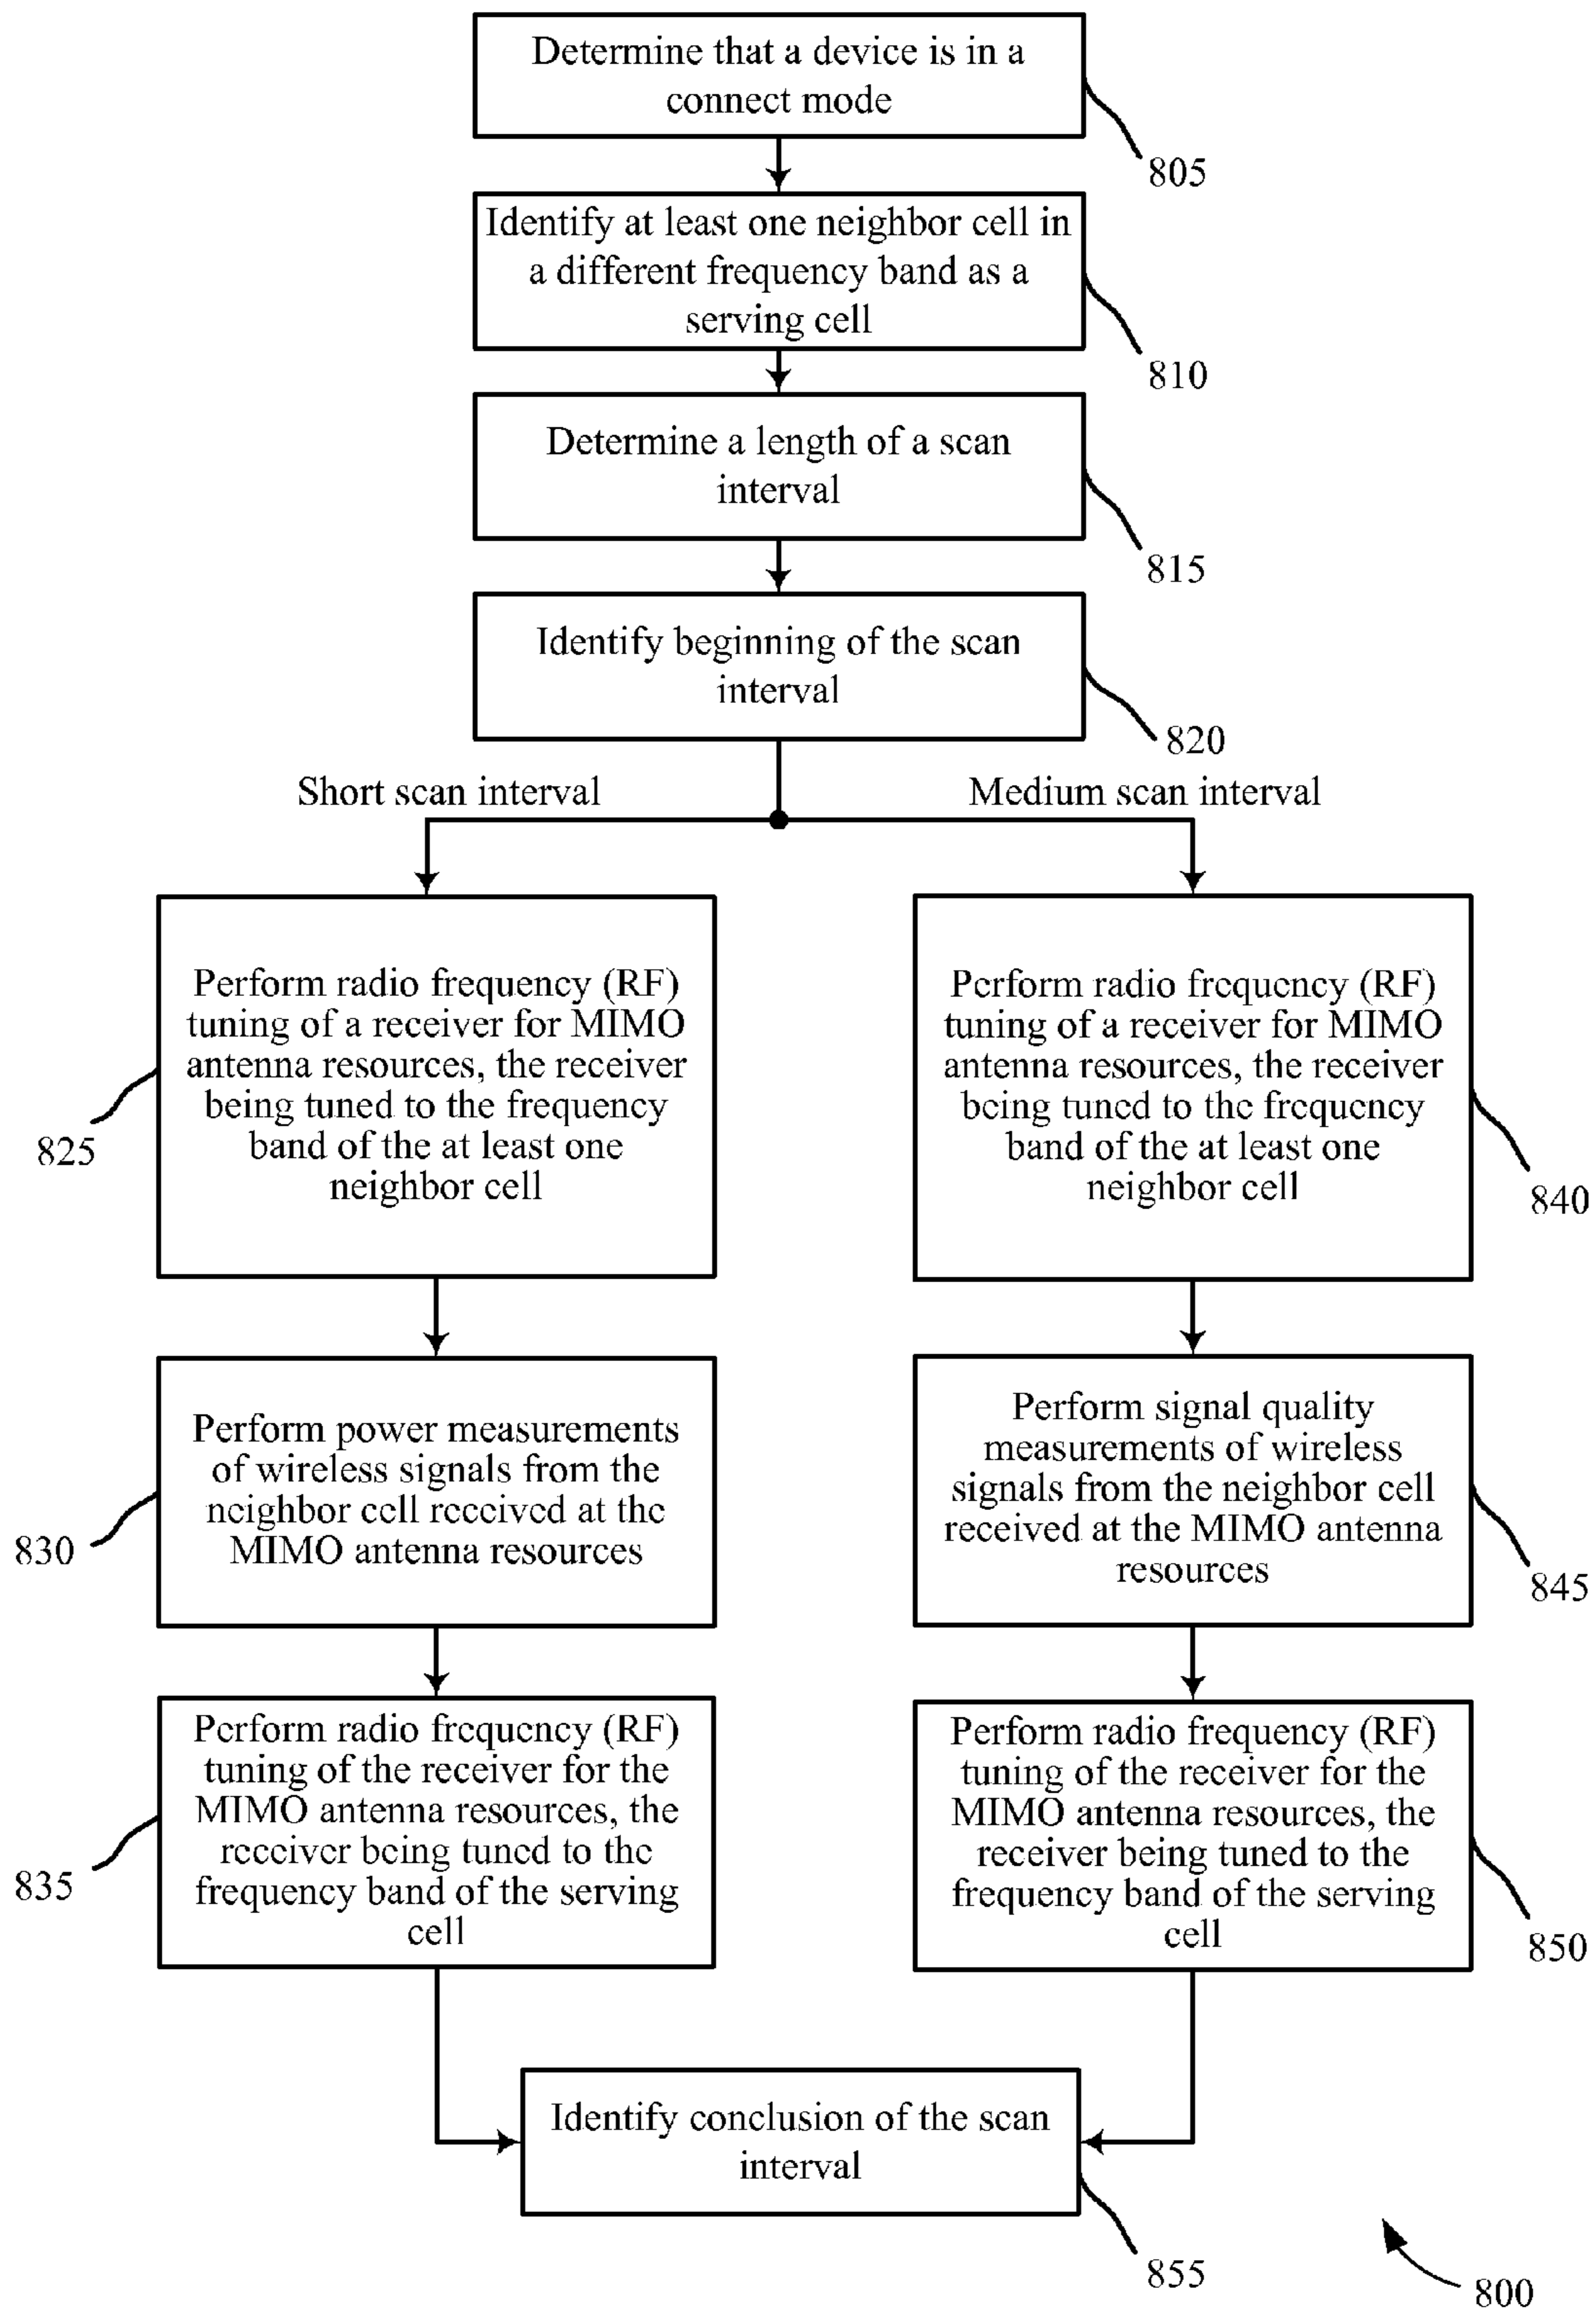 Determine that a device is in a
connect mode
805
Identify at least one neighbor cell in
a different frequency band as a
serving cell
810
Determine a length of a scan
interval
815
Identify beginning of the scan
interval
820
Short scan interval
Medium scan interval
Perform radio frequency (RF)
tuning of a receiver for MIMO
antenna resources, the receiver
being tuned to the frequency
band of the at least one
neighbor cell
825
Perform radio frequency (RF)
tuning of a receiver for MIMO
antenna resources, the receiver
being tuned to the frequency
band of the at least one
neighbor cell
840
Perform power measurements
of wireless signals from the
neighbor cell received at the
MIMO antenna resources
830
Perform signal quality
measurements of wireless
signals from the neighbor cell
received at the MIMO antenna
resources
845
Perform radio frequency (RF)
tuning of the receiver for the
MIMO antenna resources, the
receiver being tuned to the
frequency band of the serving
cell
835
Perform radio frequency (RF)
tuning of the receiver for the
MIMO antenna resources, the
receiver being tuned to the
frequency band of the serving
cell
850
Identify conclusion of the scan
interval
855
800